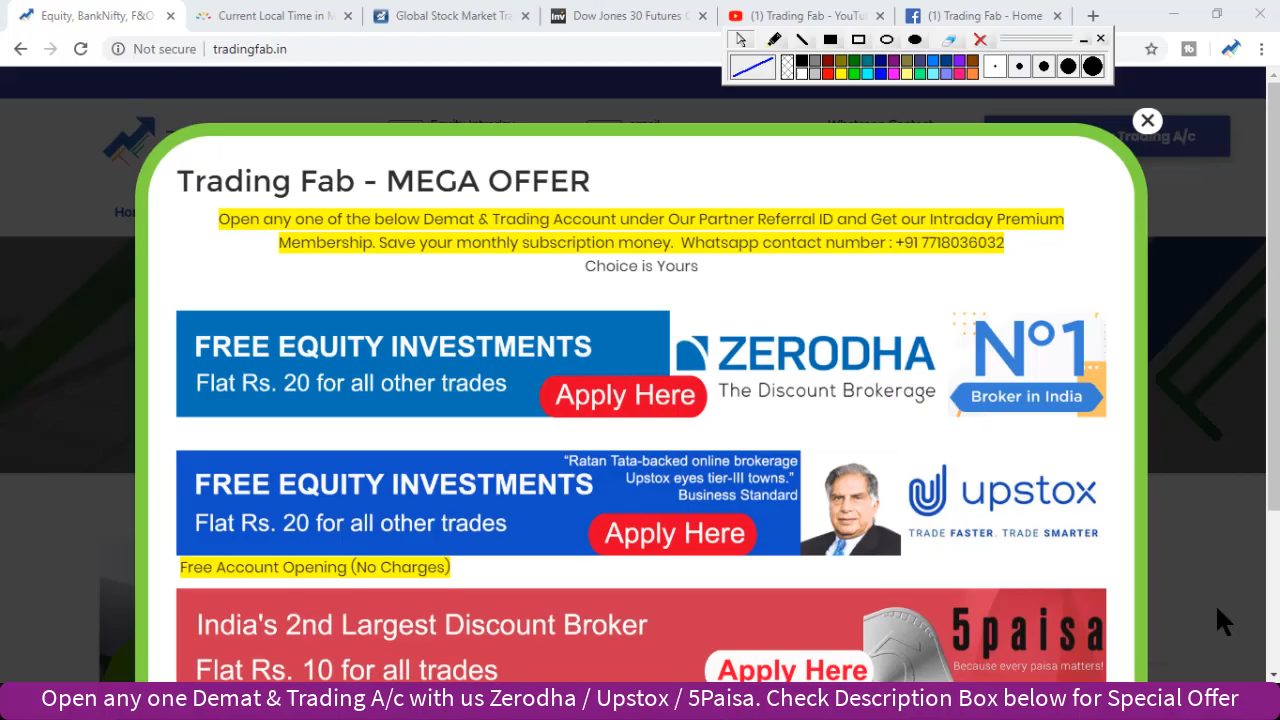 Equity, BankNifty, F&O
Current Local Time in
Global Stock Market Tr
Dow Jones 30 Futures
(1) Trading Fab - YouTu
(1) Trading Fab - Home
Not secure
tradingfab.in
Trading A/c
Trading Fab - MEGA OFFER
Open any one of the below Demat & Trading Account under Our Partner Referral ID and Get our Intraday Premium
Membership. Save your monthly subscription money. Whatsapp contact number : +91 7718036032
Choice is Yours
FREE EQUITY INVESTMENTS
Flat Rs. 20 for all other trades
Apply Here
ZERODHA
The Discount Brokerage
Nº1
Broker in India
FREE EQUITY INVESTMENTS
Flat Rs. 20 for all other trades
"Ratan Tata-backed online brokerage
Upstox eyes tier-III towns."
Business Standard
Apply Here
upstox
TRADE FASTER. TRADE SMARTER
Free Account Opening (No Charges)
India's 2nd Largest Discount Broker
Flat Rs. 10 for all trades
Apply Here
5paisa
Because every paisa matters!
Open any one Demat & Trading A/c with us Zerodha / Upstox / 5Paisa. Check Description Box below for Special Offer